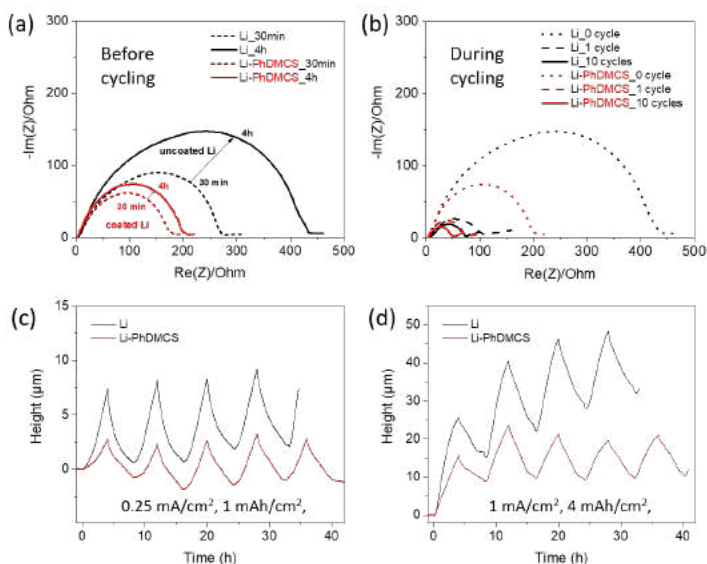 (a)
Before
cycling
Li_30min
Li_4h
Li-PhDMCS_30min
Li-PhDMCS_4h
300
250
200
150
100
50
0
-Im(Z)/Ohm
4h
uncoated Li
30 min
4h
30 min
coated Li
0 100 200 300 400 500
Re(Z)/Ohm
(b)
During
cycling
Li_0 cycle
Li_1 cycle
Li_10 cycles
Li-PhDMCS_0 cycle
Li-PhDMCS_1 cycle
Li-PhDMCS_10 cycles
300
250
200
150
100
50
0
-Im(Z)/Ohm
0 100 200 300 400 500
Re(Z)/Ohm
(c)
Li
Li-PhDMCS
15
10
5
0
Height (μm)
0.25 mA/cm², 1 mAh/cm²,
0 10 20 30 40
Time (h)
(d)
Li
Li-PhDMCS
50
40
30
20
10
0
Height (μm)
1 mA/cm², 4 mAh/cm²,
0 10 20 30 40
Time (h)